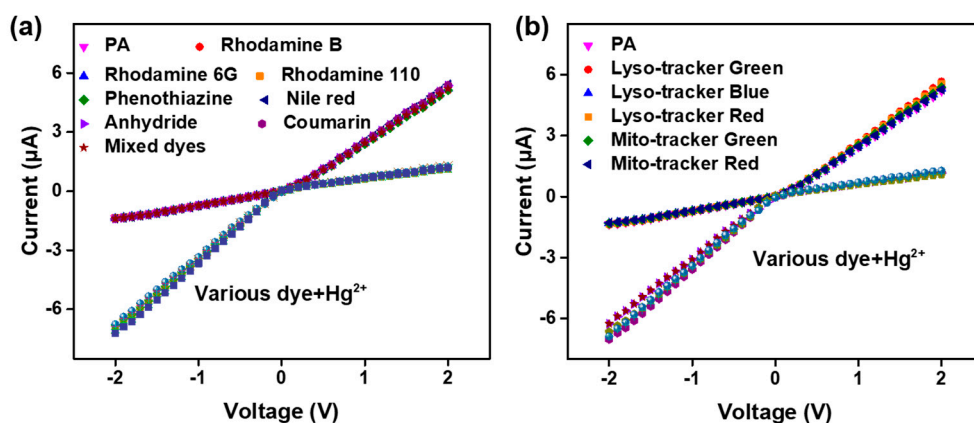 (a)
PA Rhodamine B
Rhodamine 6G Rhodamine 110
Phenothiazine Nile red
Anhydride Coumarin
Mixed dyes
Current (μA)
6
3
0
-3
-6
Various dye+Hg²⁺
-2 -1 0 1 2
Voltage (V)
(b)
PA
Lyso-tracker Green
Lyso-tracker Blue
Lyso-tracker Red
Mito-tracker Green
Mito-tracker Red
Current (μA)
6
3
0
-3
-6
Various dye+Hg²⁺
-2 -1 0 1 2
Voltage (V)